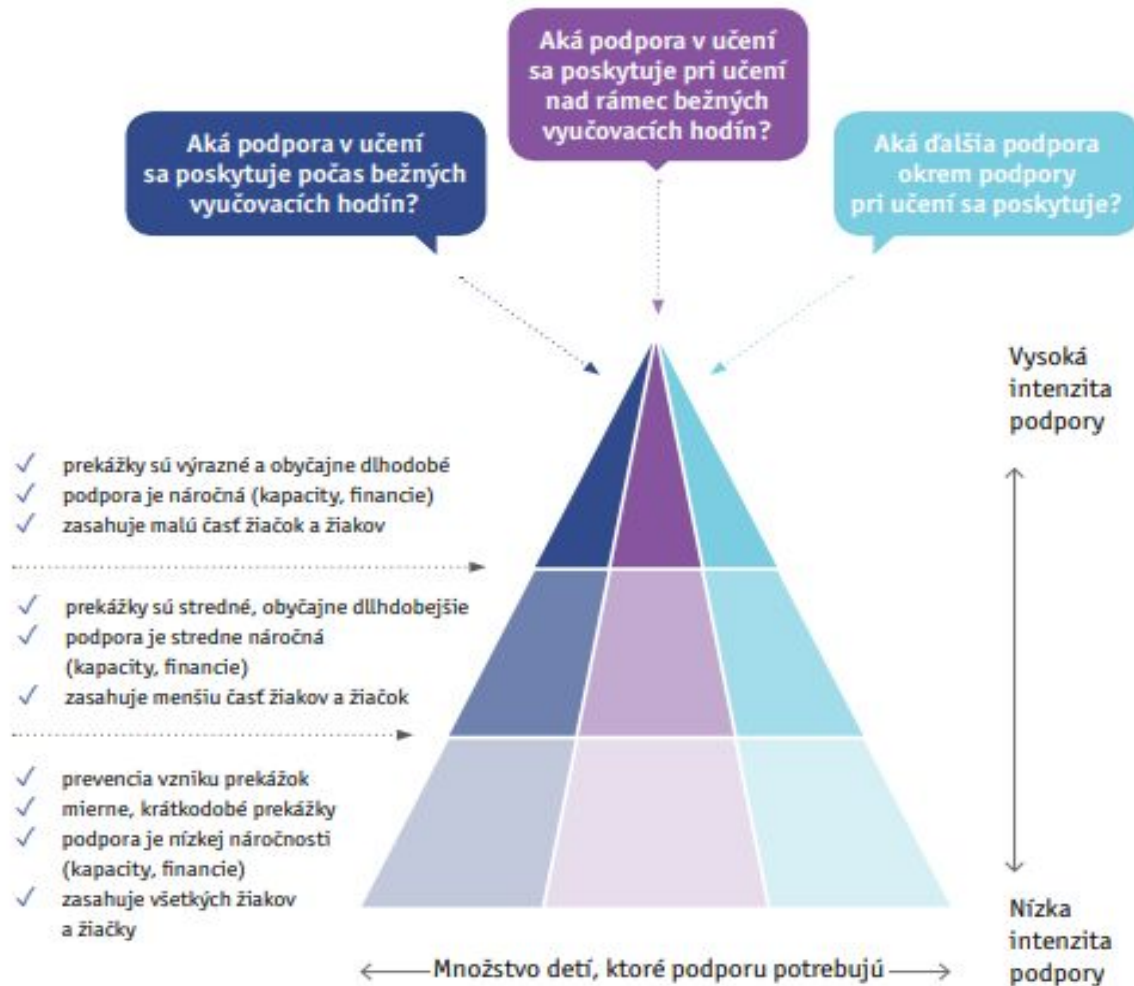 Aká podpora v učení
sa poskytuje pri učení
nad rámec bežných
vyučovacích hodín?
Aká podpora v učení
sa poskytuje počas bežných
vyučovacích hodín?
Aká ďalšia podpora
okrem podpory
pri učení sa poskytuje?
Vysoká
intenzita
podpory
✓ prekážky sú výrazné a obyčajne dlhodobé
✓ podpora je náročná (kapacity, financie)
✓ zasahuje malú časť žiačok a žiakov
✓ prekážky sú stredné, obyčajne dllhdobejšie
✓ podpora je stredne náročná
(kapacity, financie)
✓ zasahuje menšiu časť žiakov a žiačok
✓ prevencia vzniku prekážok
✓ mierne, krátkodobé prekážky
✓ podpora je nízkej náročnosti
(kapacity, financie)
✓ zasahuje všetkých žiakov
a žiačky
Nízka
intenzita
podpory
Množstvo detí, ktoré podporu potrebujú